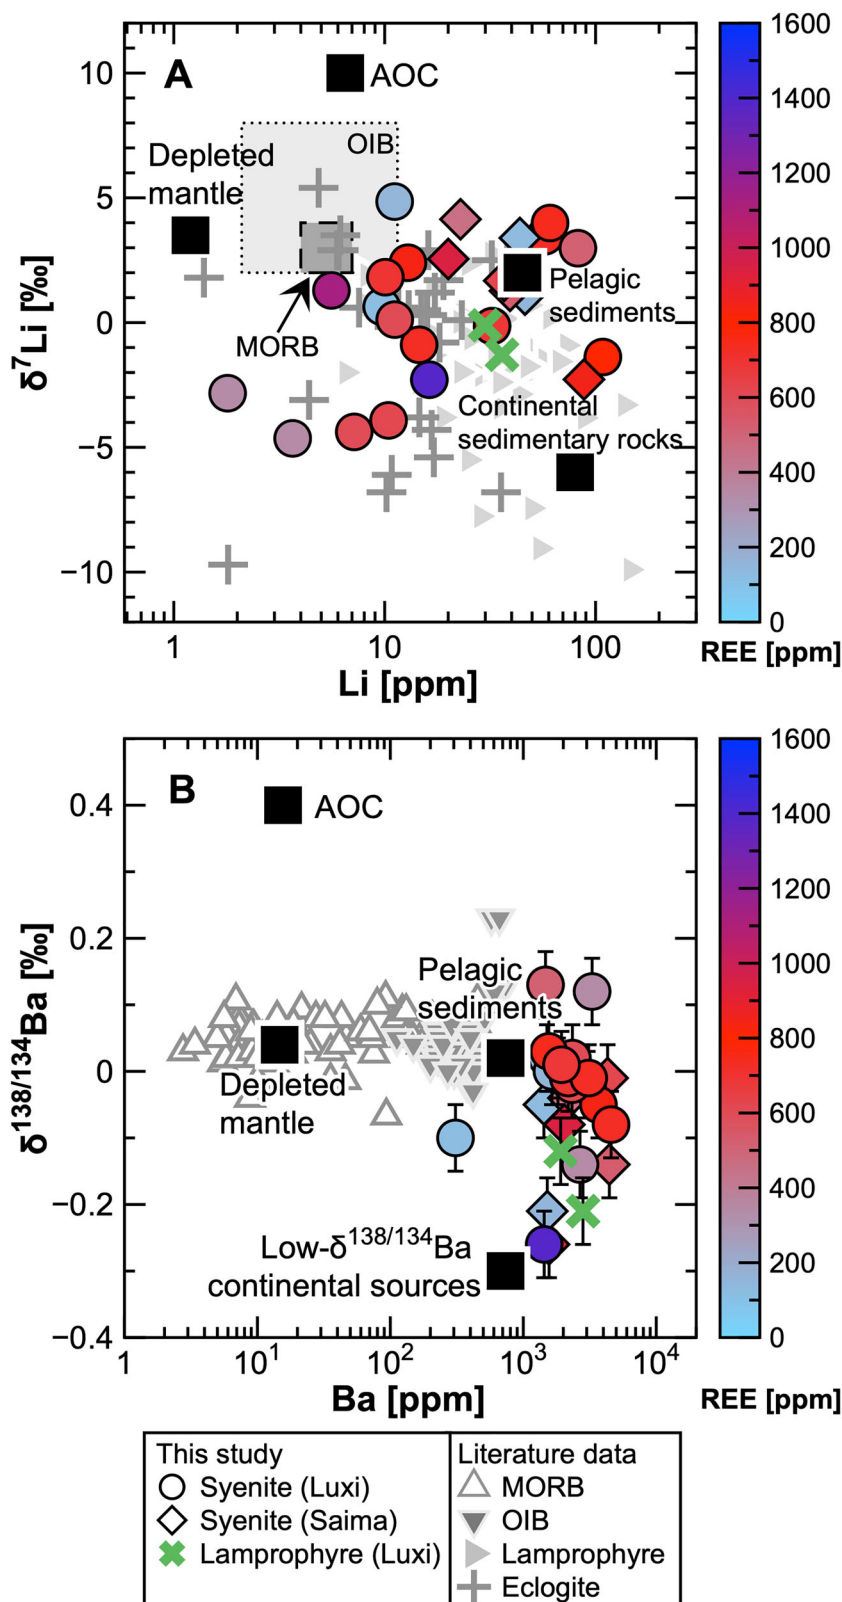 A
AOC
OIB
Depleted
mantle
MORB
Pelagic
sediments
Continental
sedimentary rocks
10
5
0
−5
−10
δ⁷Li [‰]
1
10
100
Li [ppm]
1600
1400
1200
1000
800
600
400
200
0
REE [ppm]
B
AOC
Pelagic
sediments
Depleted
mantle
Low-δ¹³⁸/¹³⁴Ba
continental sources
0.4
0.2
0
−0.2
−0.4
δ¹³⁸/¹³⁴Ba [‰]
1
10¹
10²
10³
10⁴
Ba [ppm]
1600
1400
1200
1000
800
600
400
200
0
REE [ppm]
This study
Syenite (Luxi)
Syenite (Saima)
Lamprophyre (Luxi)
Literature data
MORB
OIB
Lamprophyre
Eclogite